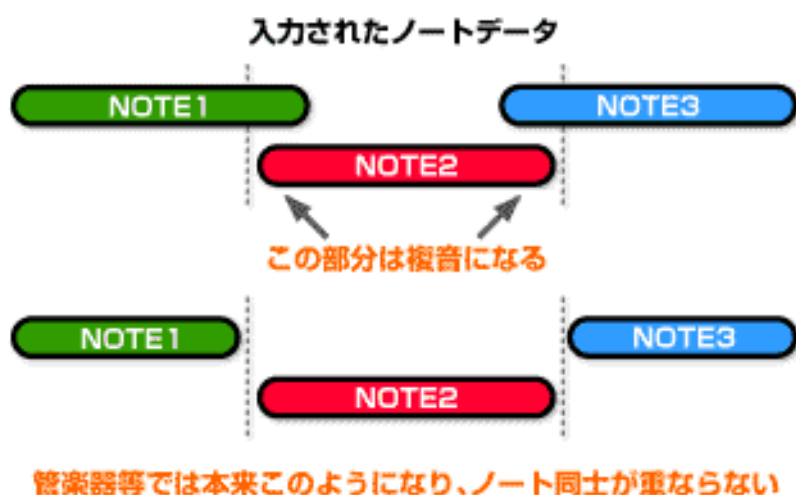 入力されたノートデータ
NOTE1
NOTE3
NOTE2
この部分は複音になる
NOTE1
NOTE3
NOTE2
管楽器等では本来このようになり、ノート同士が重ならない